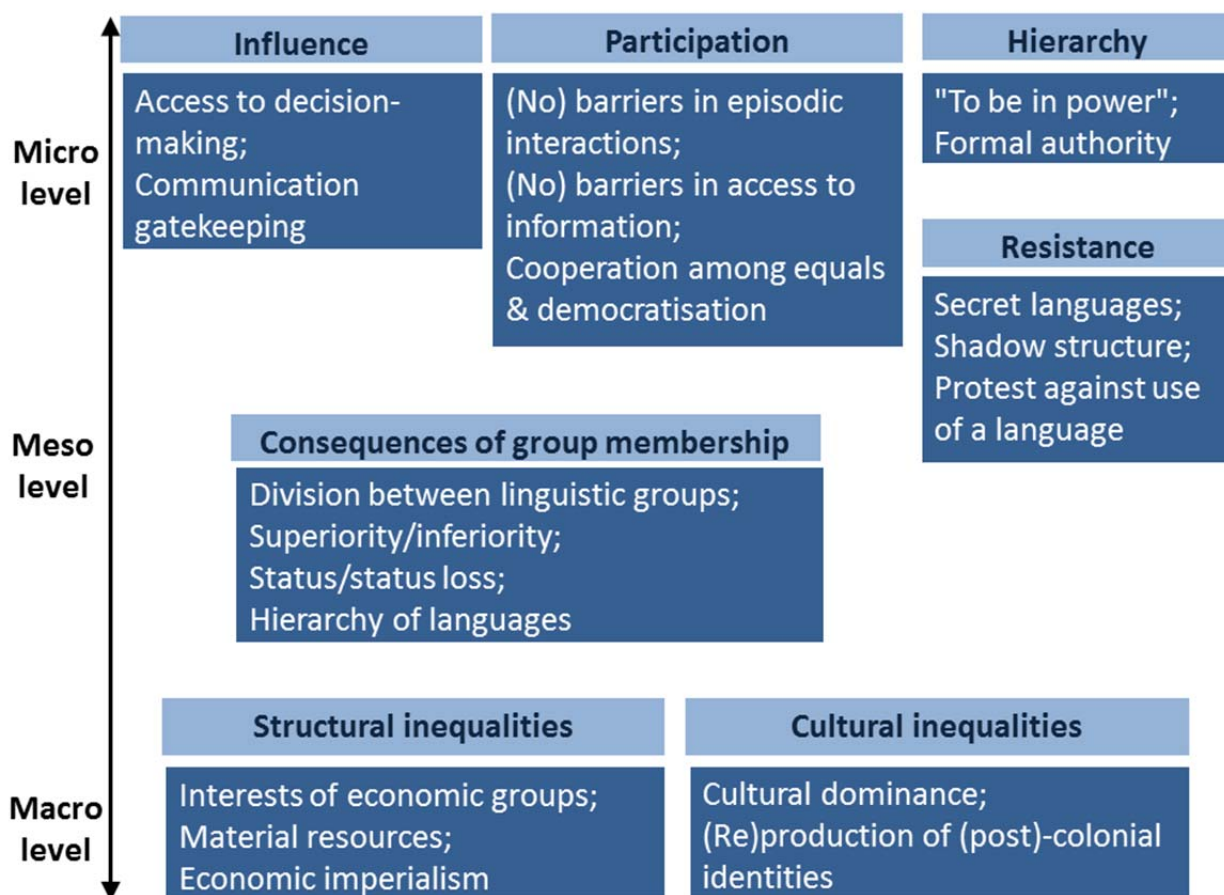 Micro
level
Influence
Access to decision-
making;
Communication
gatekeeping
Participation
(No) barriers in episodic
interactions;
(No) barriers in access to
information;
Cooperation among equals
& democratisation
Hierarchy
"To be in power";
Formal authority
Resistance
Secret languages;
Shadow structure;
Protest against use
of a language
Meso
level
Consequences of group membership
Division between linguistic groups;
Superiority/inferiority;
Status/status loss;
Hierarchy of languages
Macro
level
Structural inequalities
Interests of economic groups;
Material resources;
Economic imperialism
Cultural inequalities
Cultural dominance;
(Re)production of (post)-colonial
identities